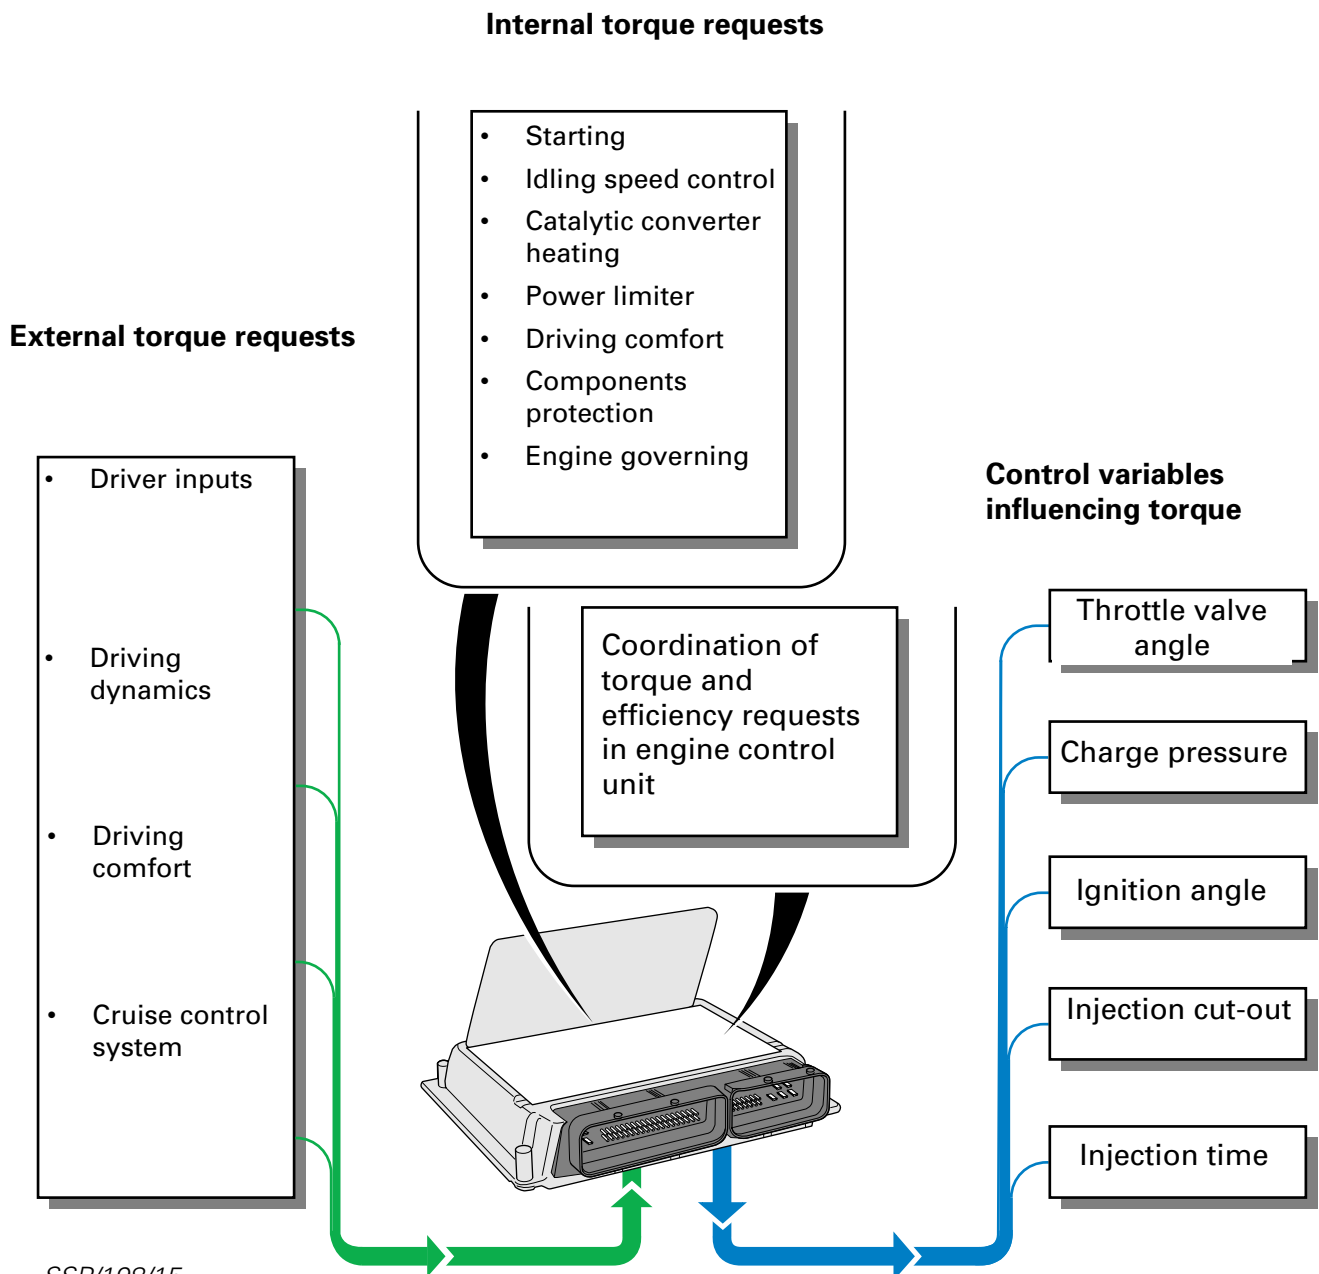 Internal torque requests
• Starting
• Idling speed control
• Catalytic converter
heating
• Power limiter
• Driving comfort
• Components
protection
• Engine governing
External torque requests
• Driver inputs
• Driving
dynamics
• Driving
comfort
• Cruise control
system
Coordination of
torque and
efficiency requests
in engine control
unit
Control variables
influencing torque
Throttle valve
angle
Charge pressure
Ignition angle
Injection cut-out
Injection time